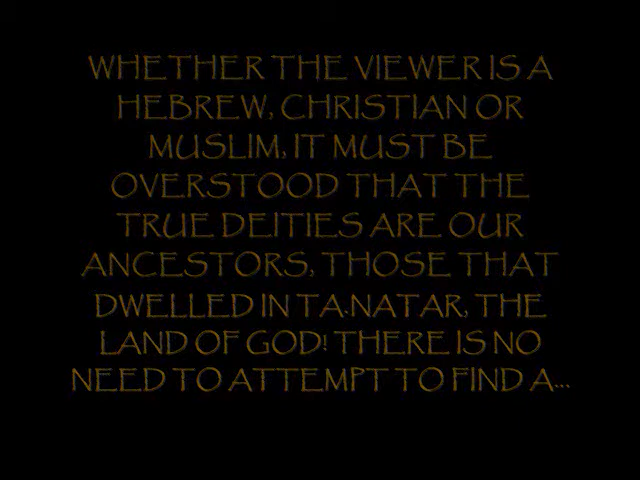 WHETHER THE VIEWER IS A
HEBREW, CHRISTIAN OR
MUSLIM, IT MUST BE
OVERSTOOD THAT THE
TRUE DEITIES ARE OUR
ANCESTORS, THOSE THAT
DWELLED IN TA-NATAR, THE
LAND OF GOD! THERE IS NO
NEED TO ATTEMPT TO FIND A...